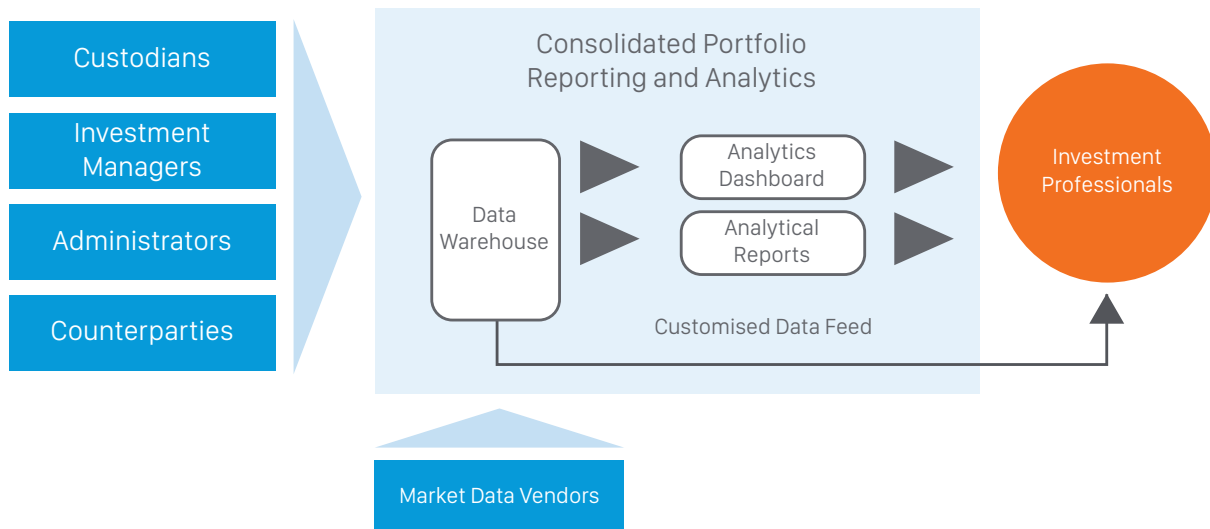 Custodians
Investment
Managers
Administrators
Counterparties
Consolidated Portfolio
Reporting and Analytics
Data
Warehouse
Analytics
Dashboard
Analytical
Reports
Customised Data Feed
Investment
Professionals
Market Data Vendors